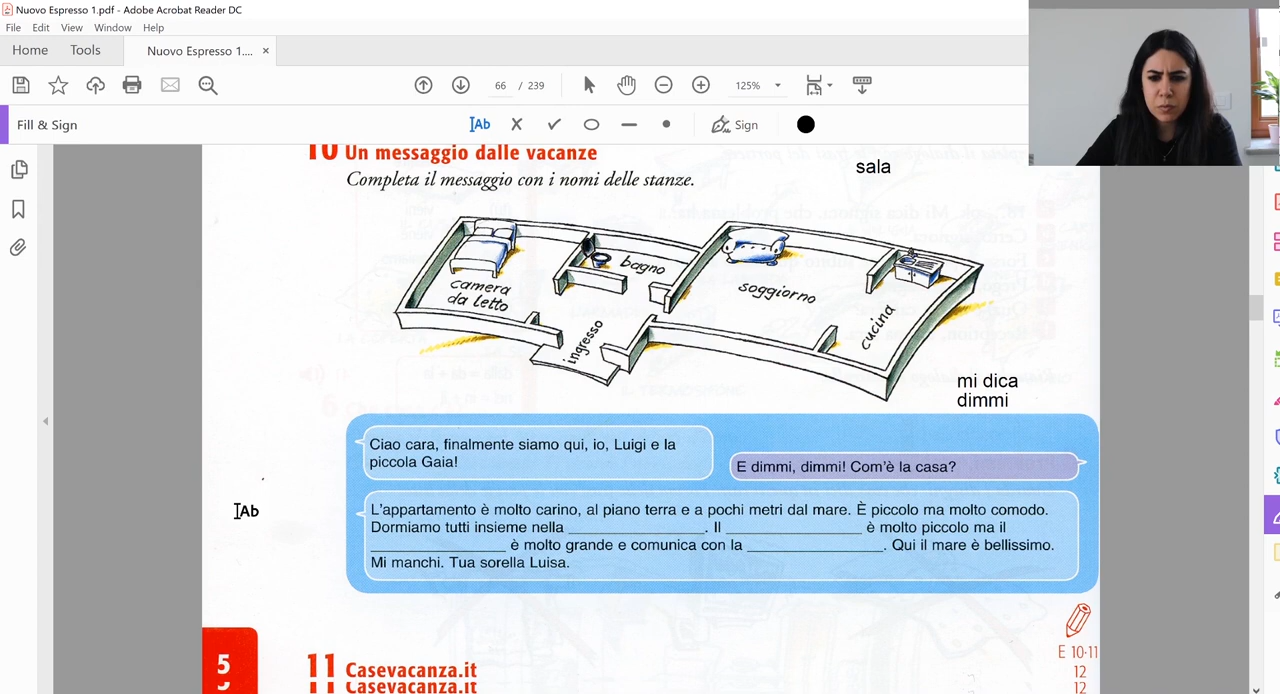 Nuovo Espresso 1.pdf - Adobe Acrobat Reader DC
File Edit View Window Help
Home Tools Nuovo Espresso 1.... ×
66 / 239 125%
Fill & Sign Ab Sign
10 Un messaggio dalle vacanze
sala
Completa il messaggio con i nomi delle stanze.
camera
da letto
bagno
ingresso
soggiorno
cucina
mi dica
dimmi
Ciao cara, finalmente siamo qui, io, Luigi e la
piccola Gaia!
E dimmi, dimmi! Com'è la casa?
L'appartamento è molto carino, al piano terra e a pochi metri dal mare. È piccolo ma molto comodo.
Dormiamo tutti insieme nella ______________. Il ______________ è molto piccolo ma il
______________ è molto grande e comunica con la ______________. Qui il mare è bellissimo.
Mi manchi. Tua sorella Luisa.
Ab
E 10·11
12
12
5
11 Casevacanza.it
11 Casevacanza.it